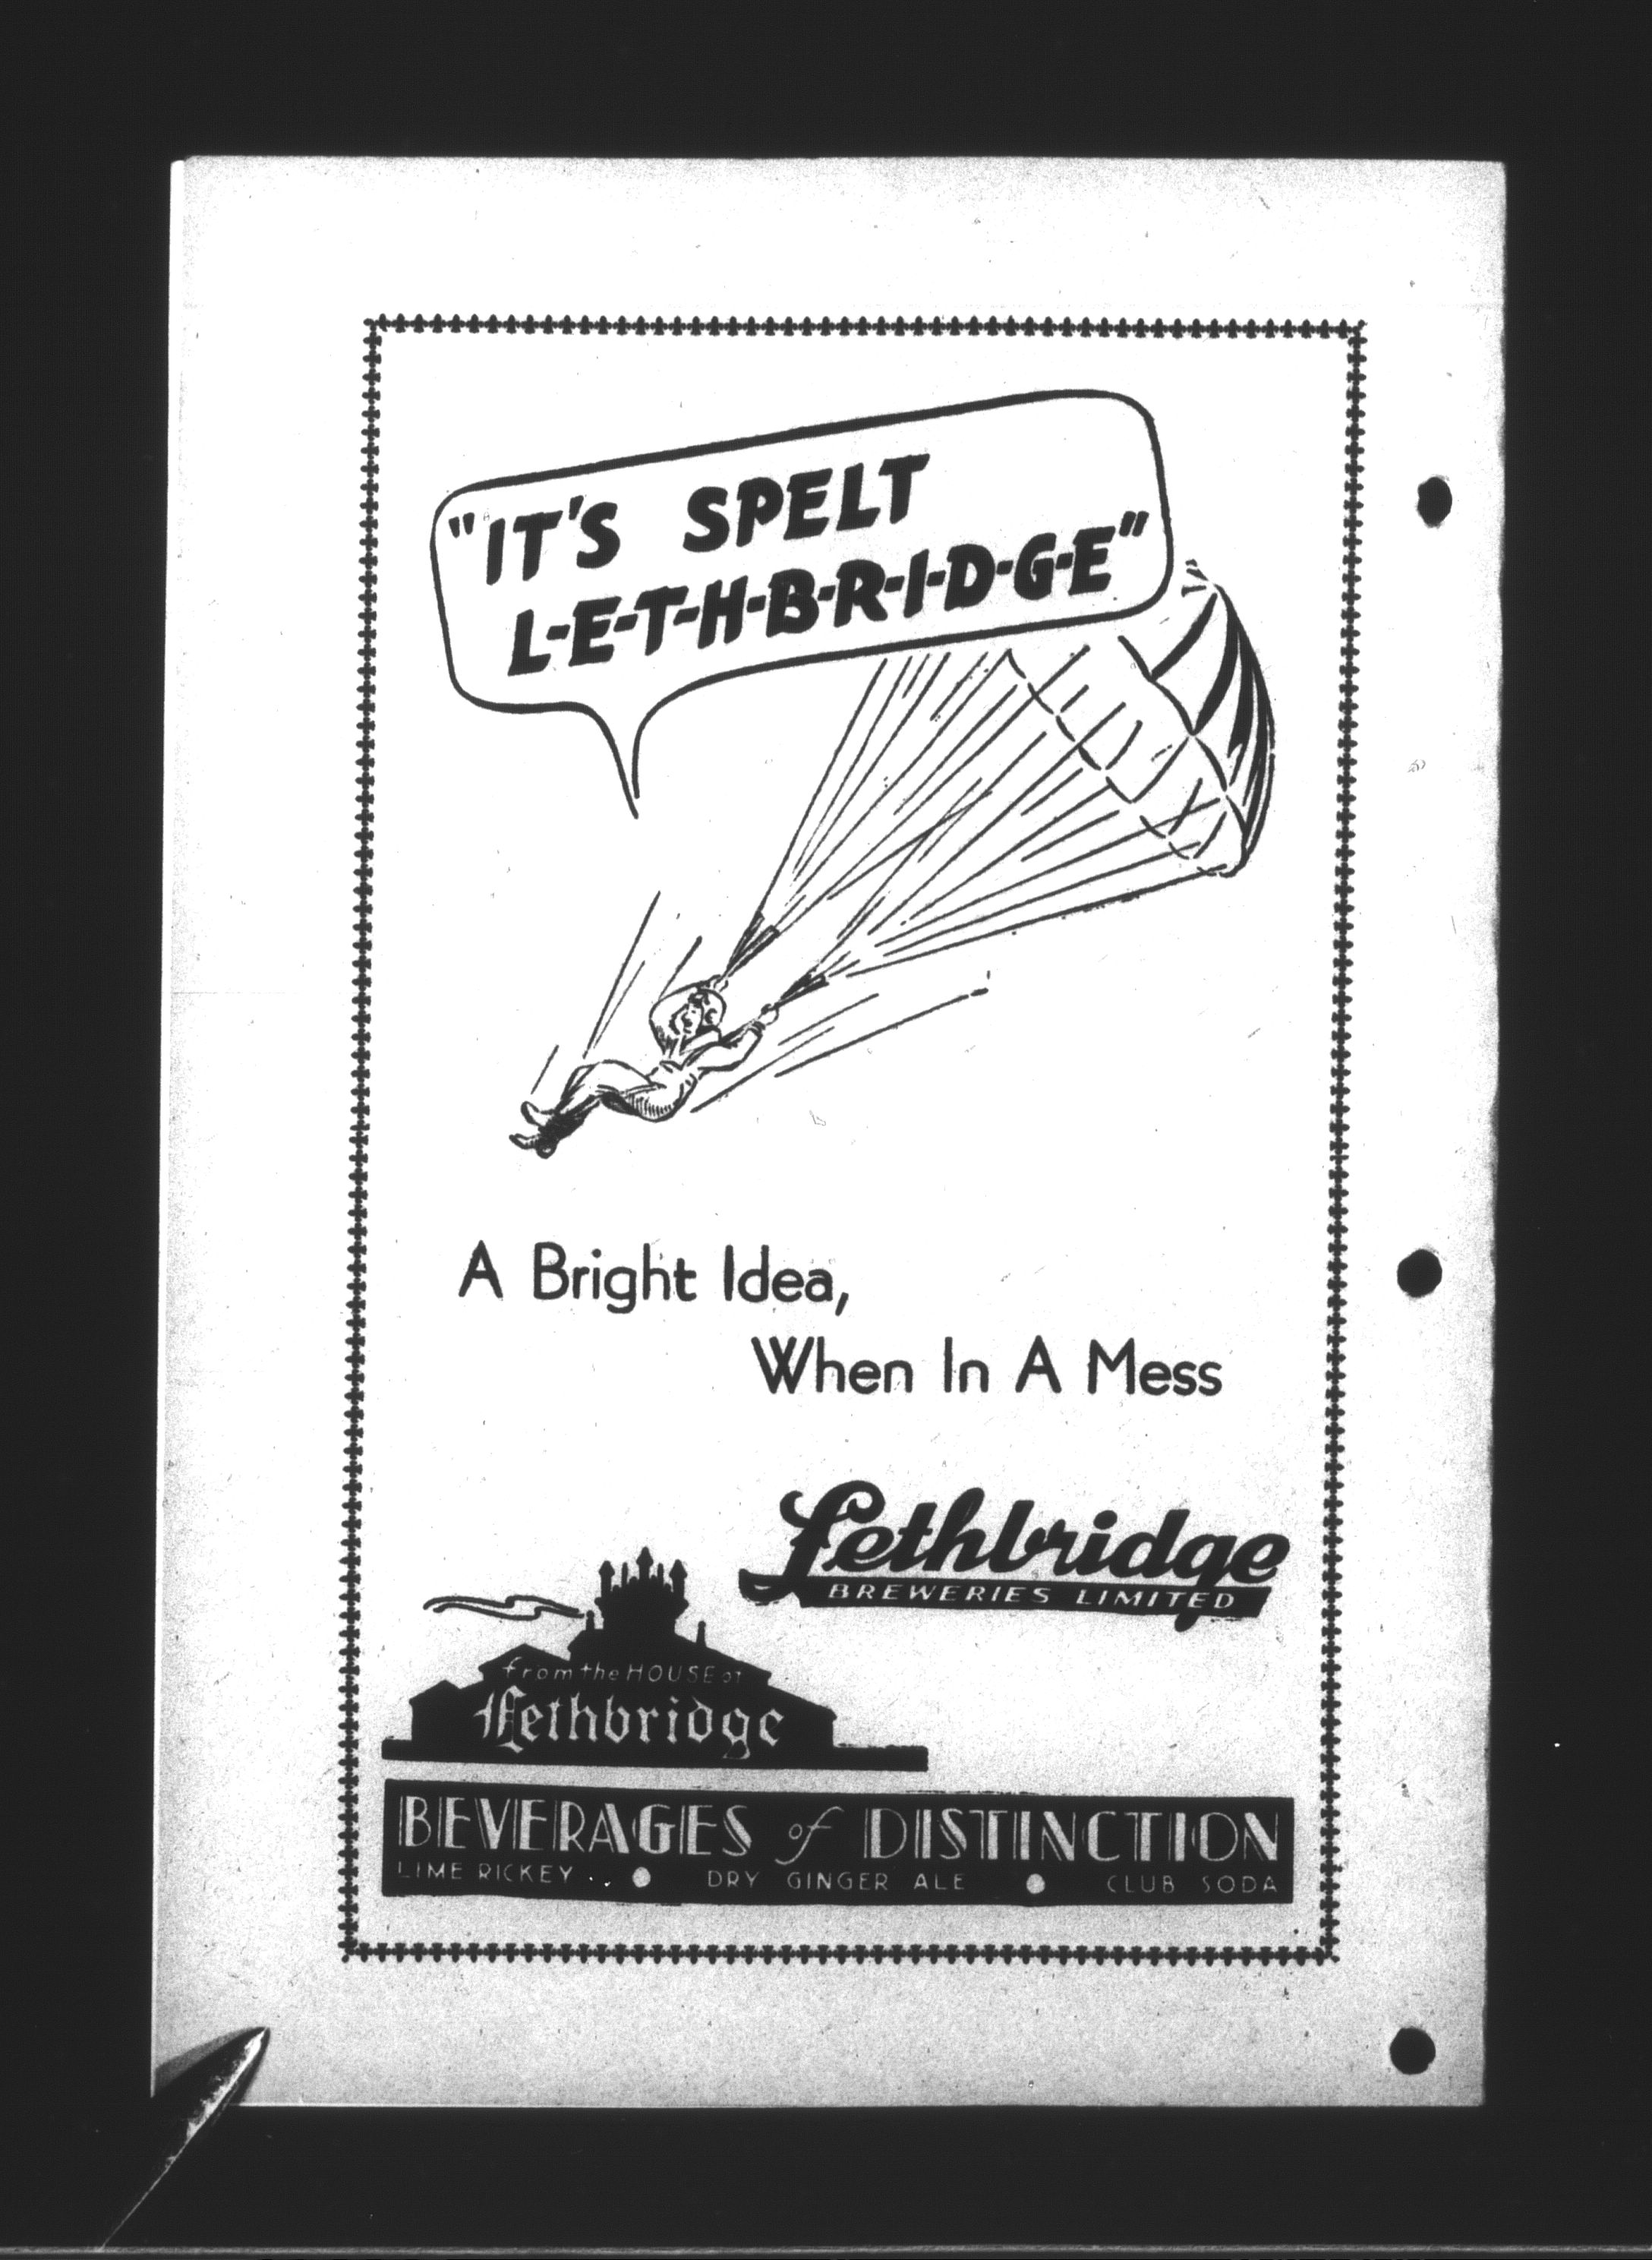 "IT'S SPELT
L-E-T-H-B-R-I-D-G-E"
A Bright Idea,
When In A Mess
Lethbridge
BREWERIES LIMITED
from the HOUSE of
Lethbridge
BEVERAGES of DISTINCTION
LIME RICKEY . . ● DRY GINGER ALE ● CLUB SODA